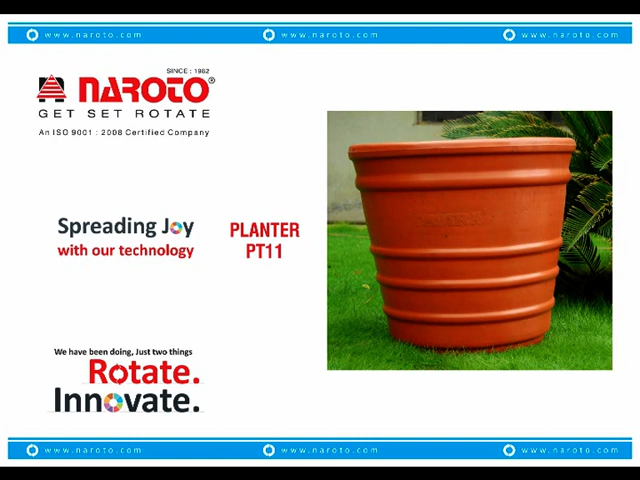 www.naroto.com www.naroto.com www.naroto.com
SINCE : 1982
NAROTO®
GET SET ROTATE
An ISO 9001 : 2008 Certified Company
Spreading Joy
with our technology
PLANTER
PT11
We have been doing, Just two things
Rotate.
Innovate.
www.naroto.com www.naroto.com www.naroto.com